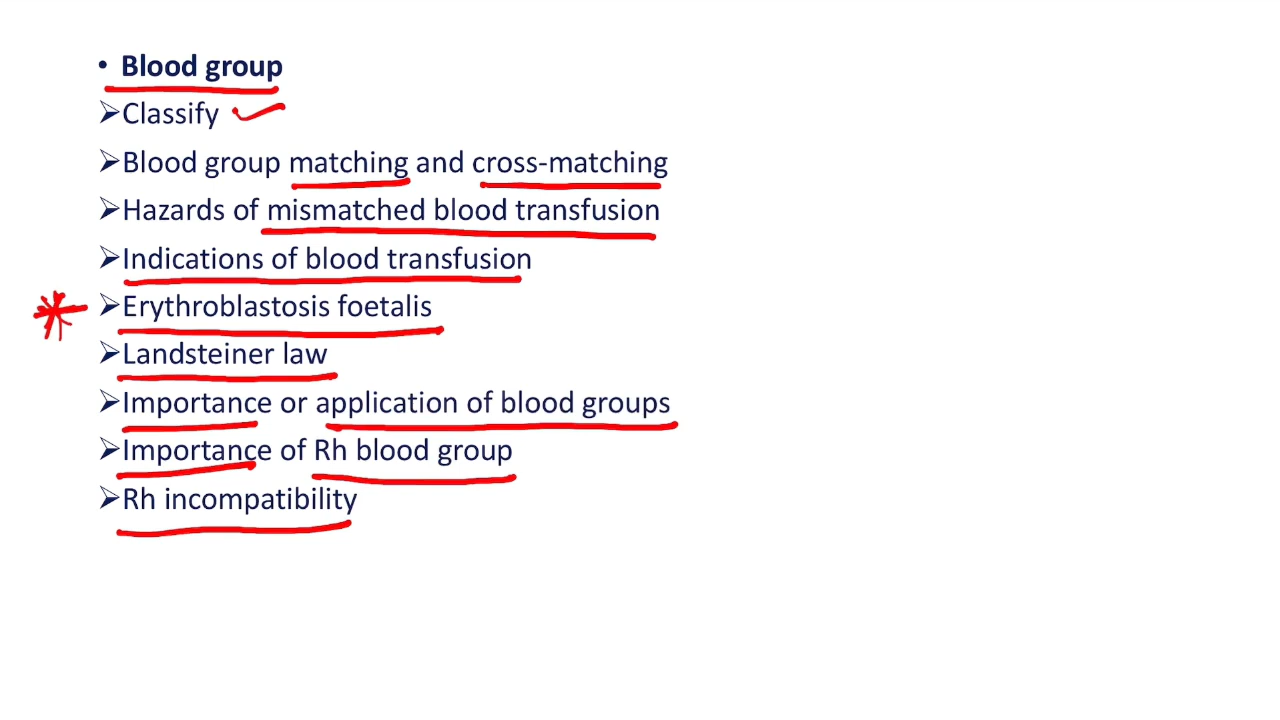 • Blood group
➢Classify
➢Blood group matching and cross-matching
➢Hazards of mismatched blood transfusion
➢Indications of blood transfusion
➢Erythroblastosis foetalis
➢Landsteiner law
➢Importance or application of blood groups
➢Importance of Rh blood group
➢Rh incompatibility